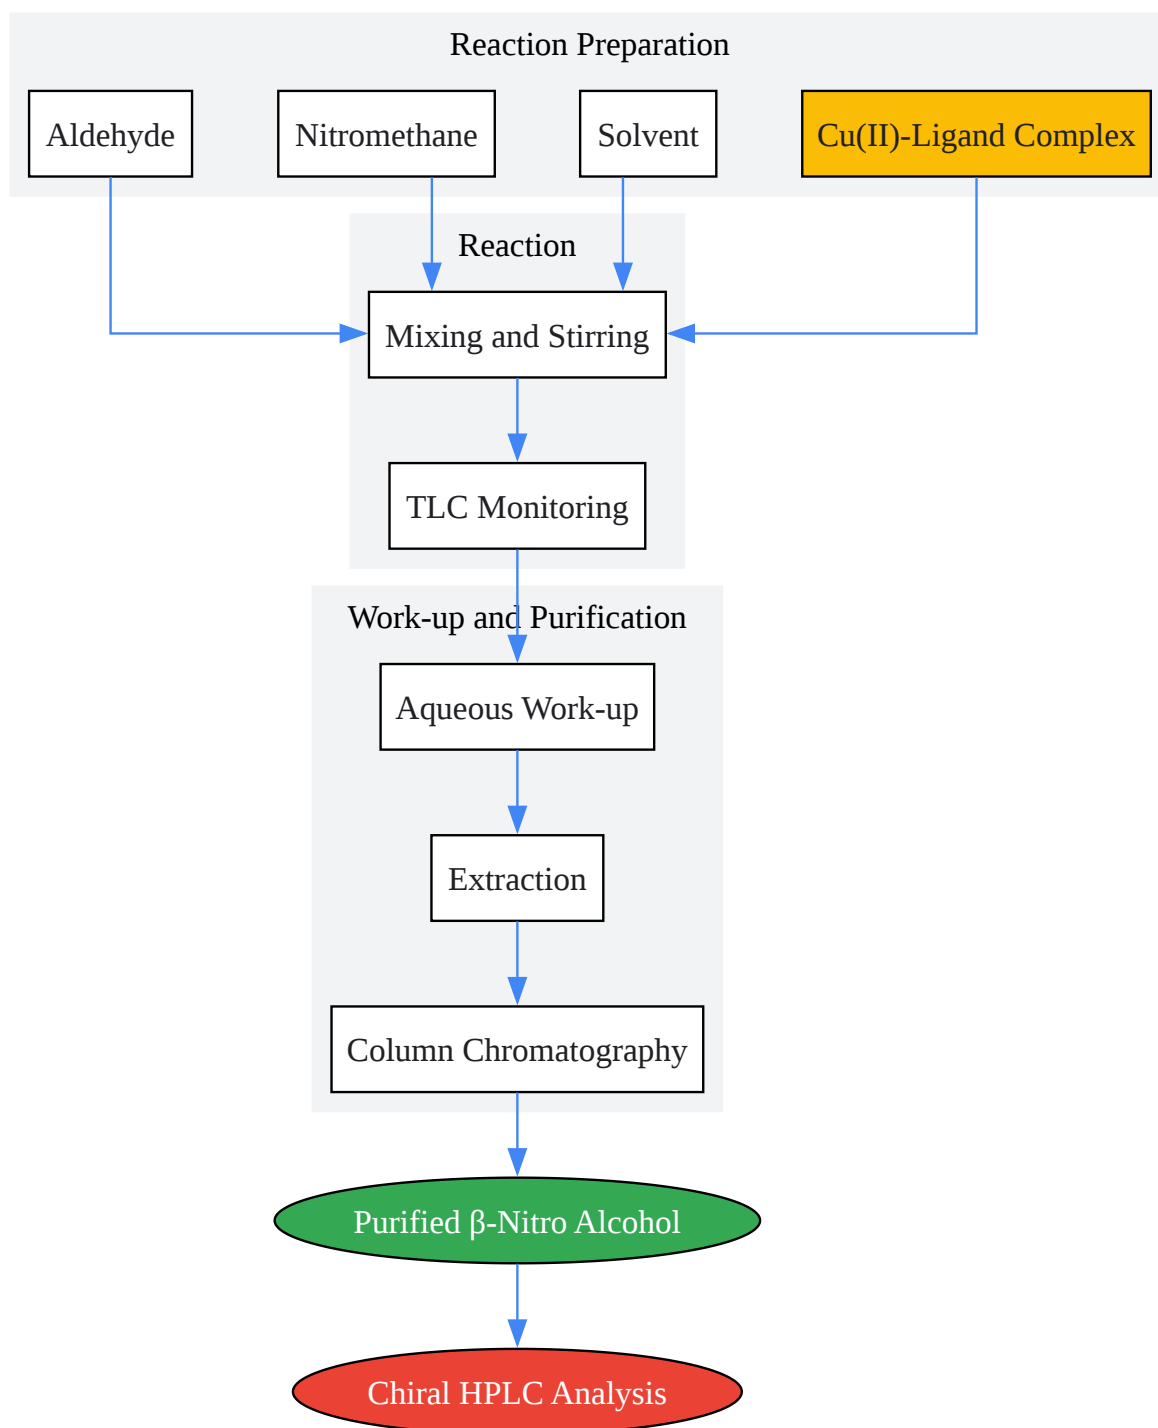 Reaction Preparation
Aldehyde
Nitromethane
Solvent
Cu(II)-Ligand Complex
Reaction
Mixing and Stirring
TLC Monitoring
Work-up and Purification
Aqueous Work-up
Extraction
Column Chromatography
Purified β-Nitro Alcohol
Chiral HPLC Analysis